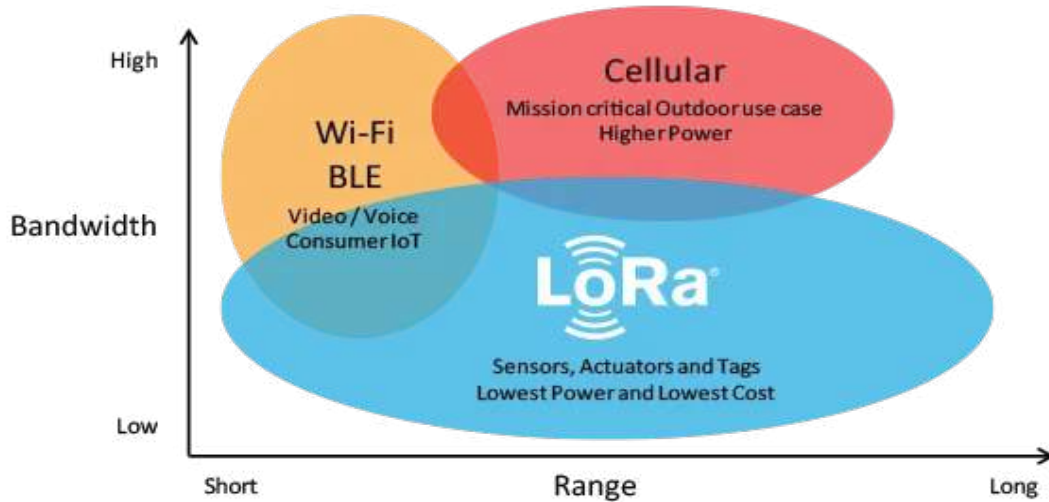 High
Cellular
Mission critical Outdoor use case
Higher Power
Wi-Fi
BLE
Video / Voice
Consumer IoT
Bandwidth
LoRa®
Sensors, Actuators and Tags
Lowest Power and Lowest Cost
Low
Short
Range
Long